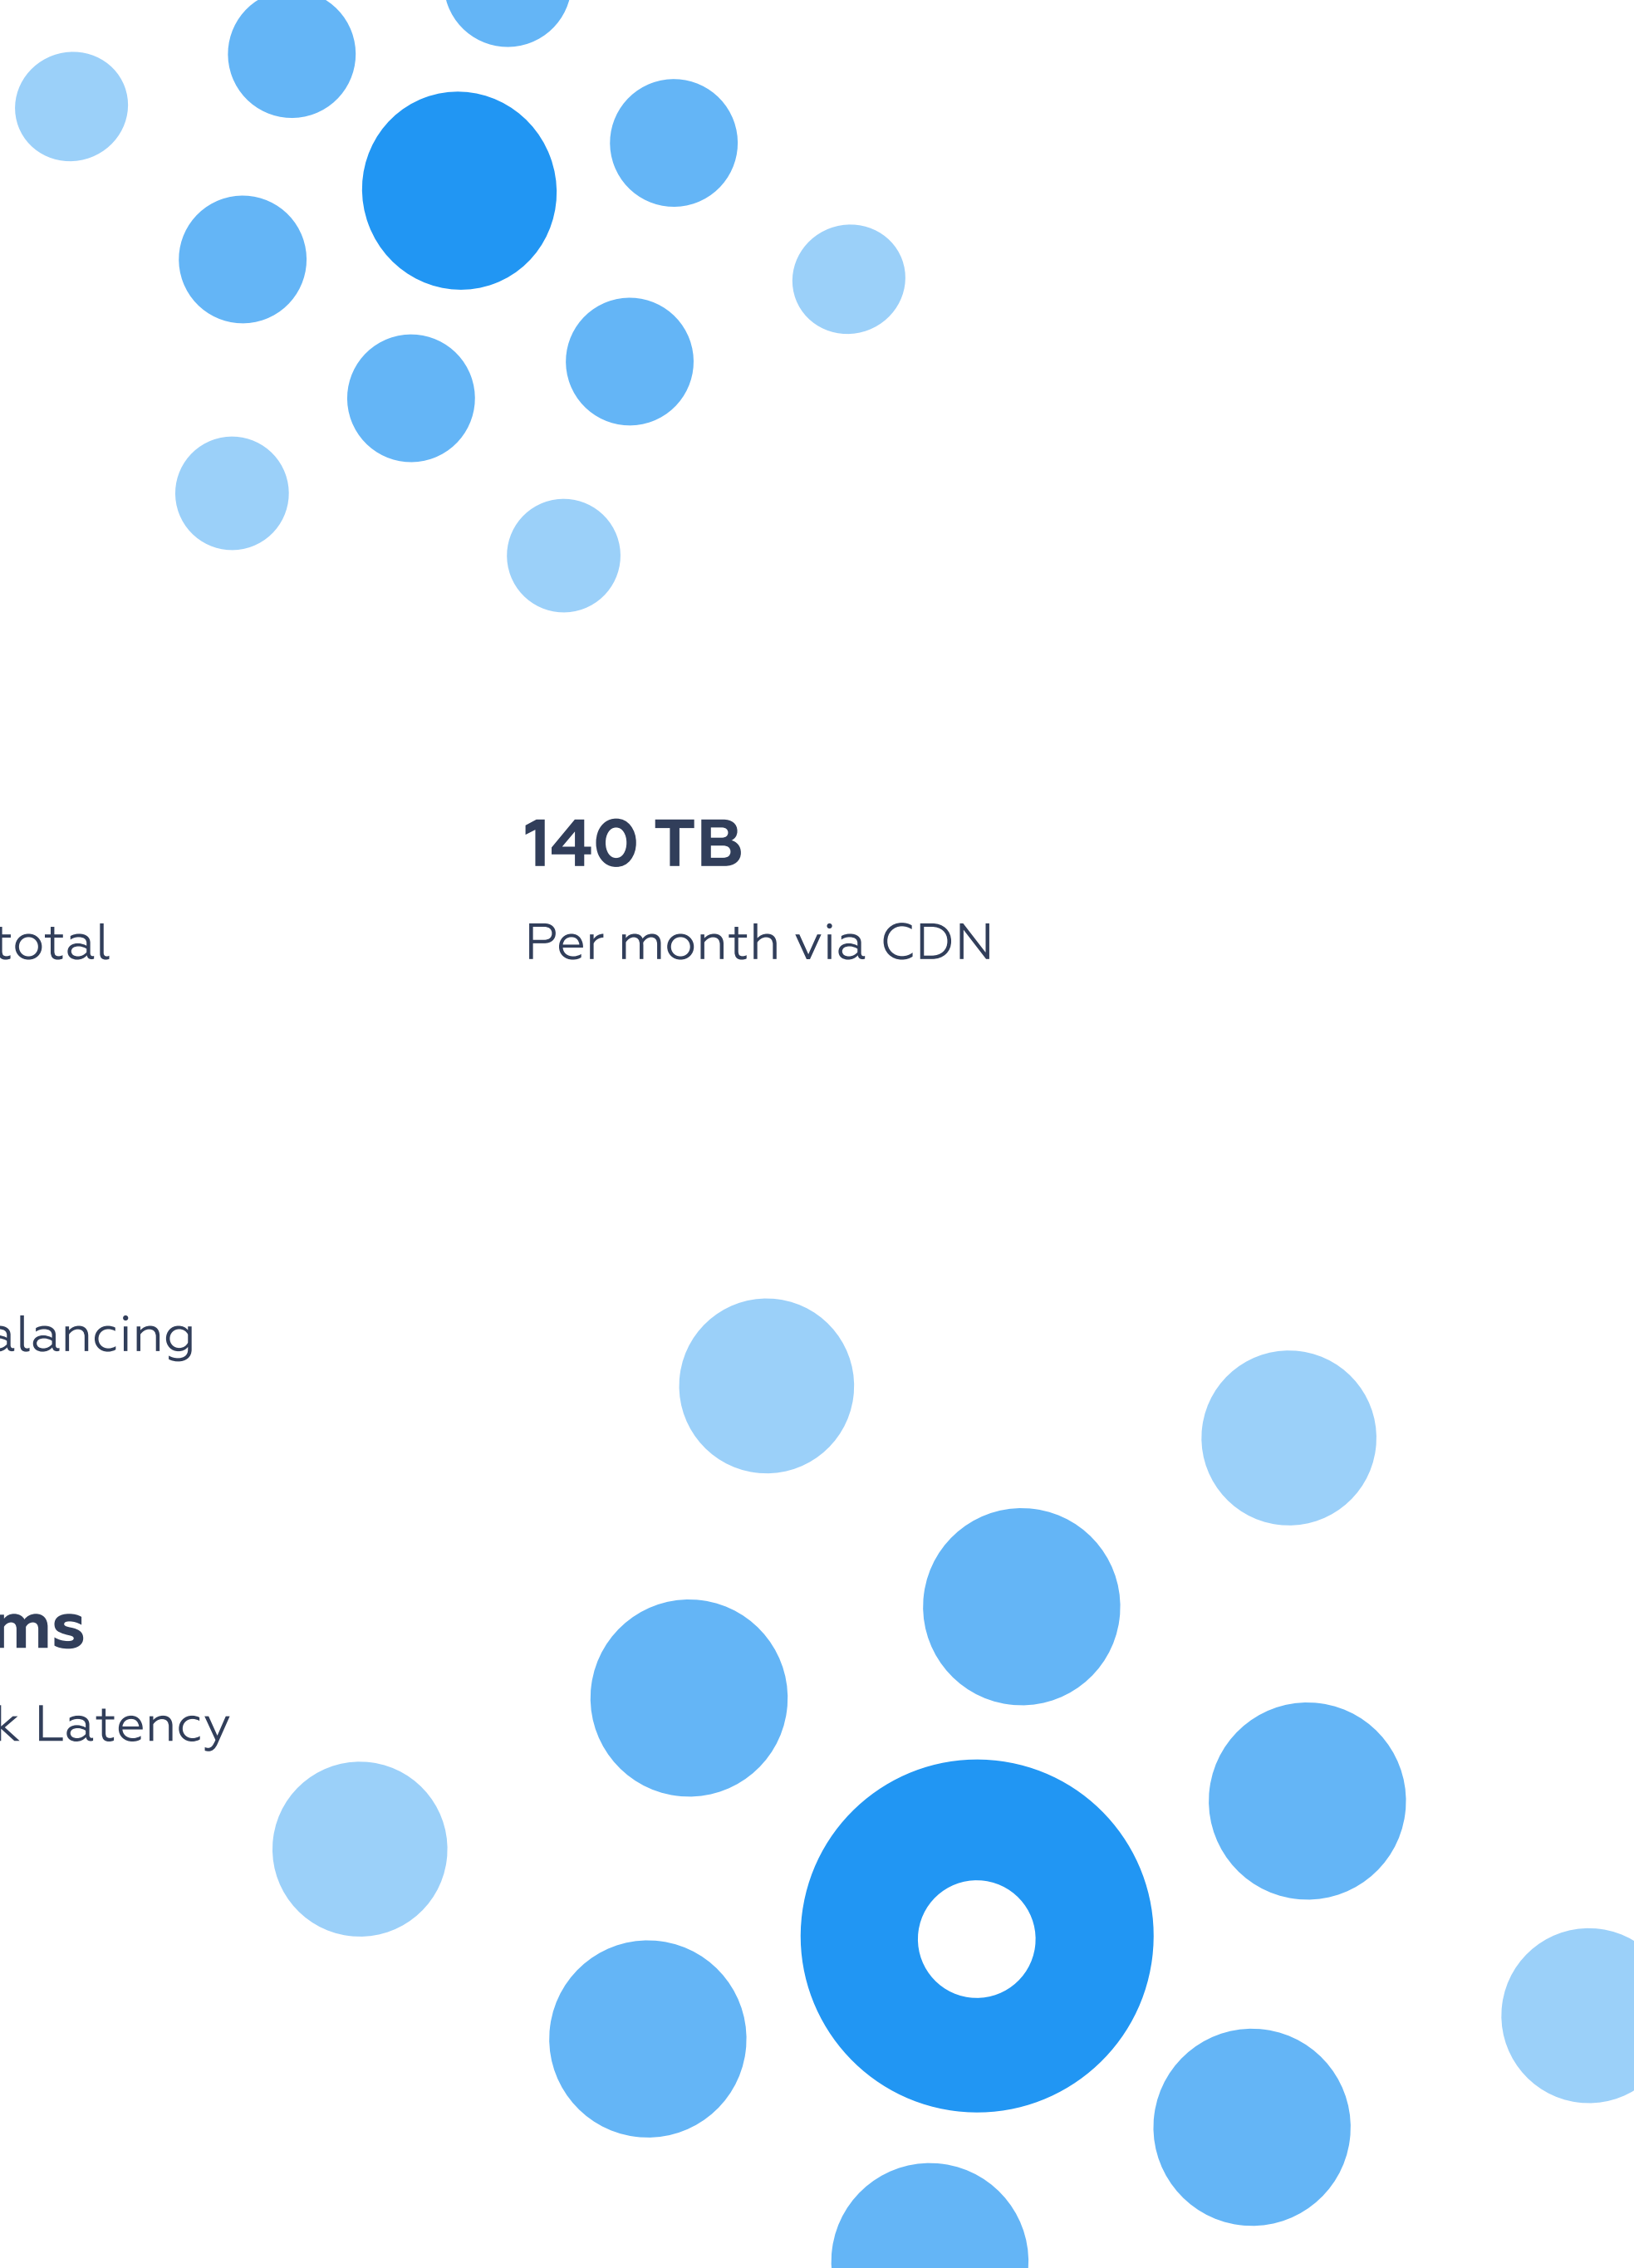 140 TB
total
Per month via CDN
alancing
ms
k Latency